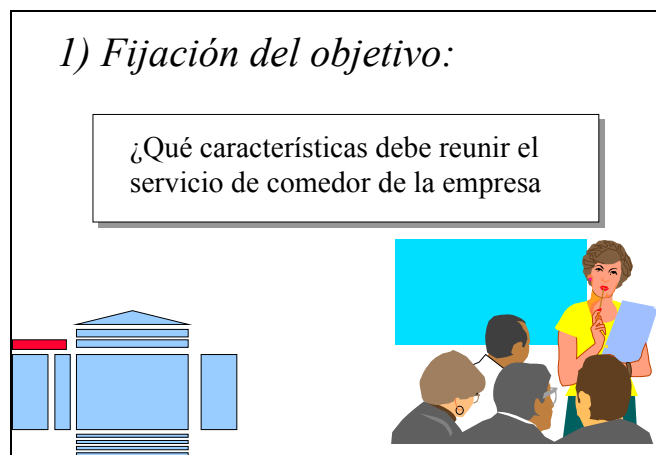 1) Fijación del objetivo:
¿Qué características debe reunir el
servicio de comedor de la empresa